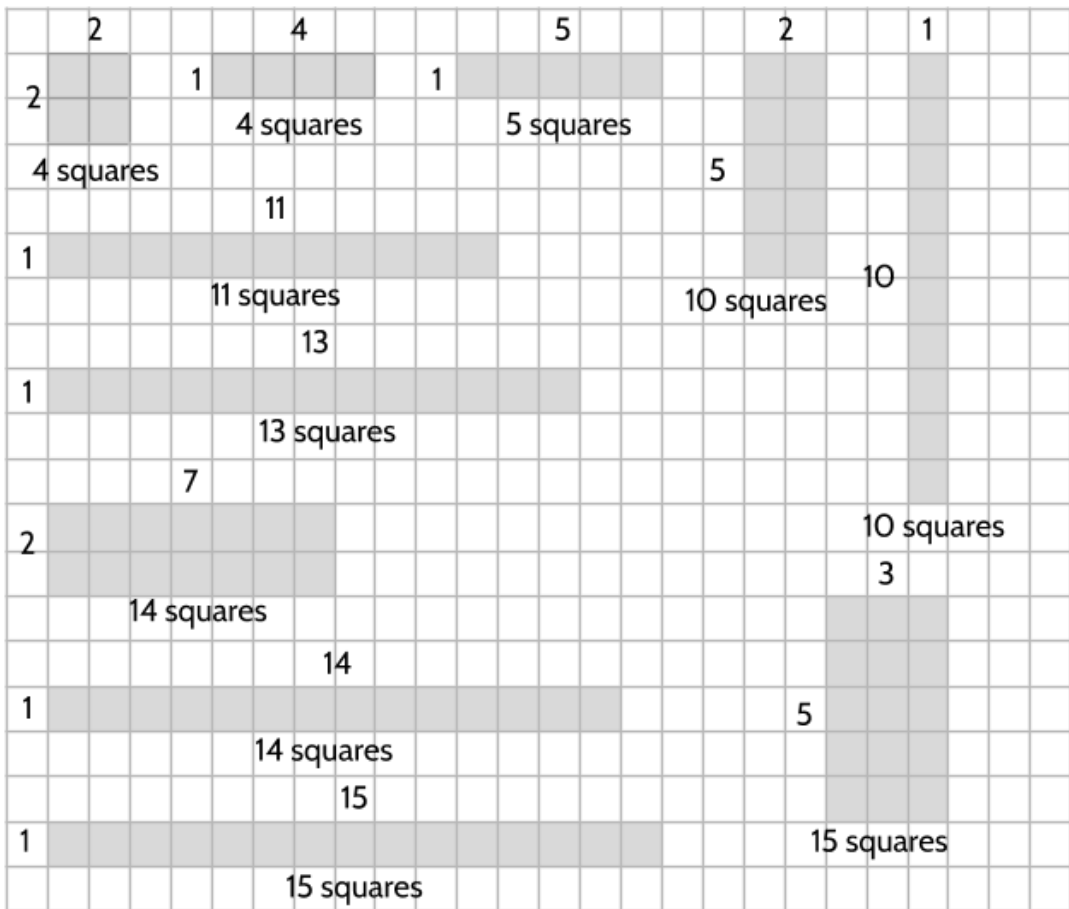 2 4 5 2 1
2 1 1
4 squares 5 squares
4 squares 5
11
1 10
11 squares 10 squares
13
1
13 squares
7
2 10 squares
3
14 squares
14
1 5
14 squares
15
1 15 squares
15 squares